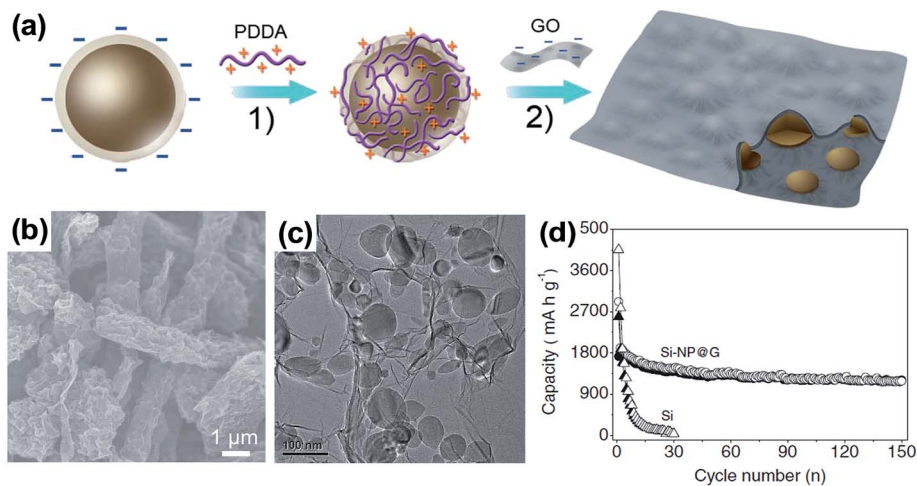 (a)
PDDA
1)
GO
2)
(b)
1 μm
(c)
100 nm
(d)
Capacity ( mA h g⁻¹)
4500
3600
2700
1800
900
0
Si-NP@G
Si
0 30 60 90 120 150
Cycle number (n)